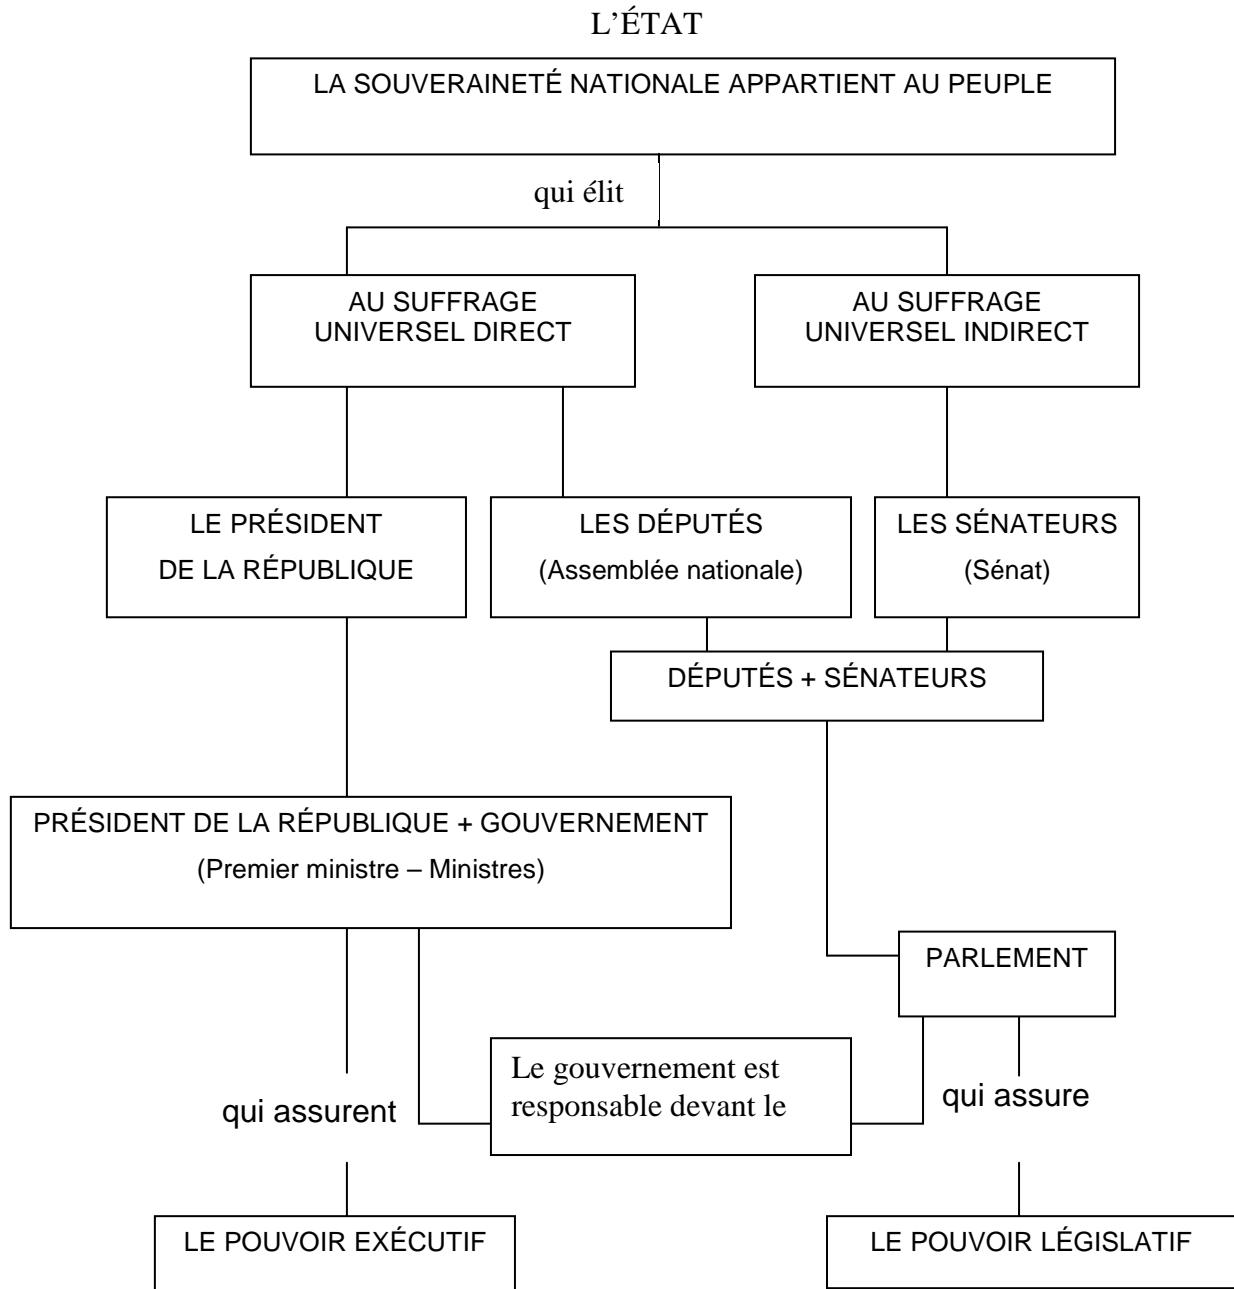 L'ÉTAT
LA SOUVERAINETÉ NATIONALE APPARTIENT AU PEUPLE
qui élit
AU SUFFRAGE
UNIVERSEL DIRECT
AU SUFFRAGE
UNIVERSEL INDIRECT
LE PRÉSIDENT
DE LA RÉPUBLIQUE
LES DÉPUTÉS
(Assemblée nationale)
LES SÉNATEURS
(Sénat)
DÉPUTÉS + SÉNATEURS
PRÉSIDENT DE LA RÉPUBLIQUE + GOUVERNEMENT
(Premier ministre – Ministres)
PARLEMENT
Le gouvernement est
responsable devant le
qui assurent
qui assure
LE POUVOIR EXÉCUTIF
LE POUVOIR LÉGISLATIF